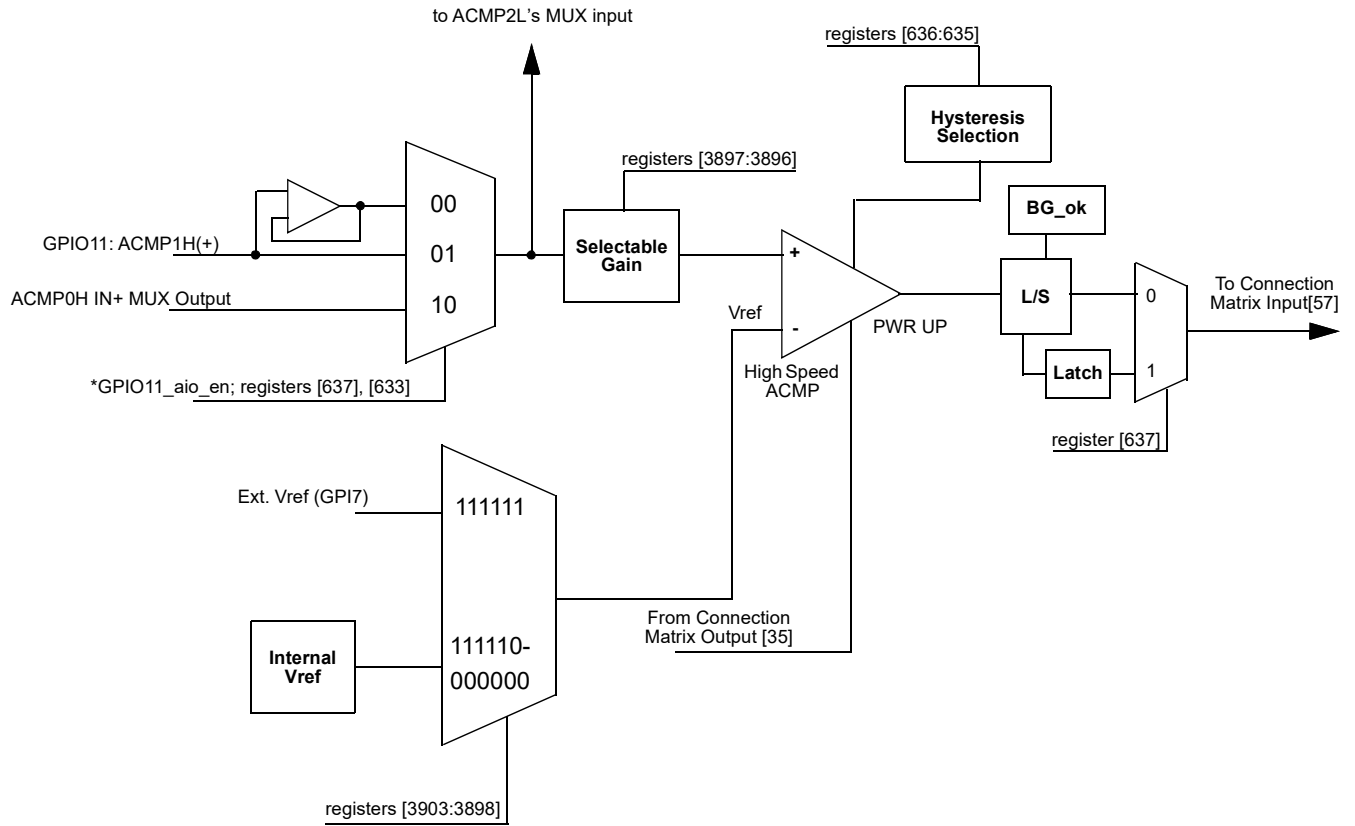 to ACMP2L's MUX input
registers [636:635]
Hysteresis
Selection
registers [3897:3896]
BG_ok
00
GPIO11: ACMP1H(+)
01
Selectable
Gain
+
ACMP0H IN+ MUX Output
10
L/S
0
To Connection
Matrix Input[57]
Vref
-
PWR UP
High Speed
ACMP
Latch
1
*GPIO11_aio_en; registers [637], [633]
register [637]
Ext. Vref (GPI7)
111111
From Connection
Matrix Output [35]
Internal
Vref
111110-
000000
registers [3903:3898]